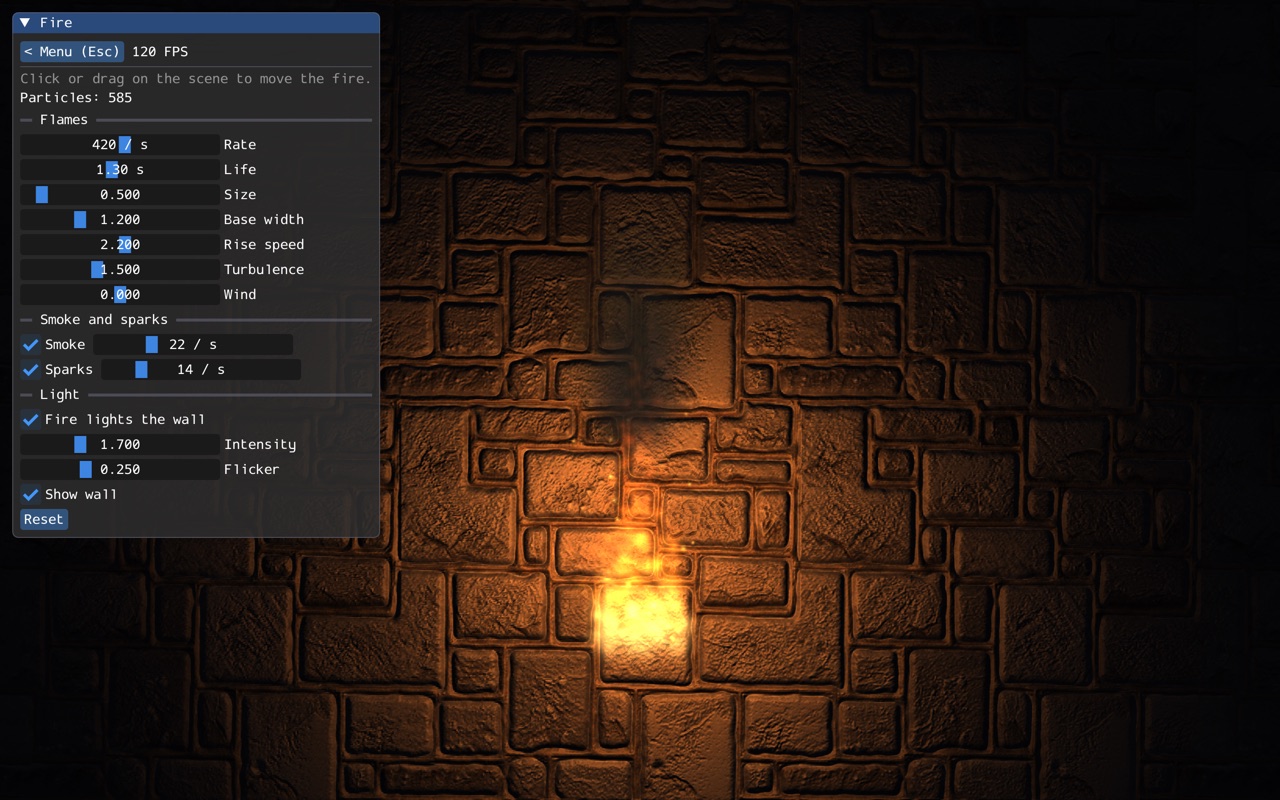 Fire
< Menu (Esc) 120 FPS
Click or drag on the scene to move the fire.
Particles: 585
Flames
420 / s Rate
1.30 s Life
0.500 Size
1.200 Base width
2.200 Rise speed
1.500 Turbulence
0.000 Wind
Smoke and sparks
Smoke 22 / s
Sparks 14 / s
Light
Fire lights the wall
1.700 Intensity
0.250 Flicker
Show wall
Reset